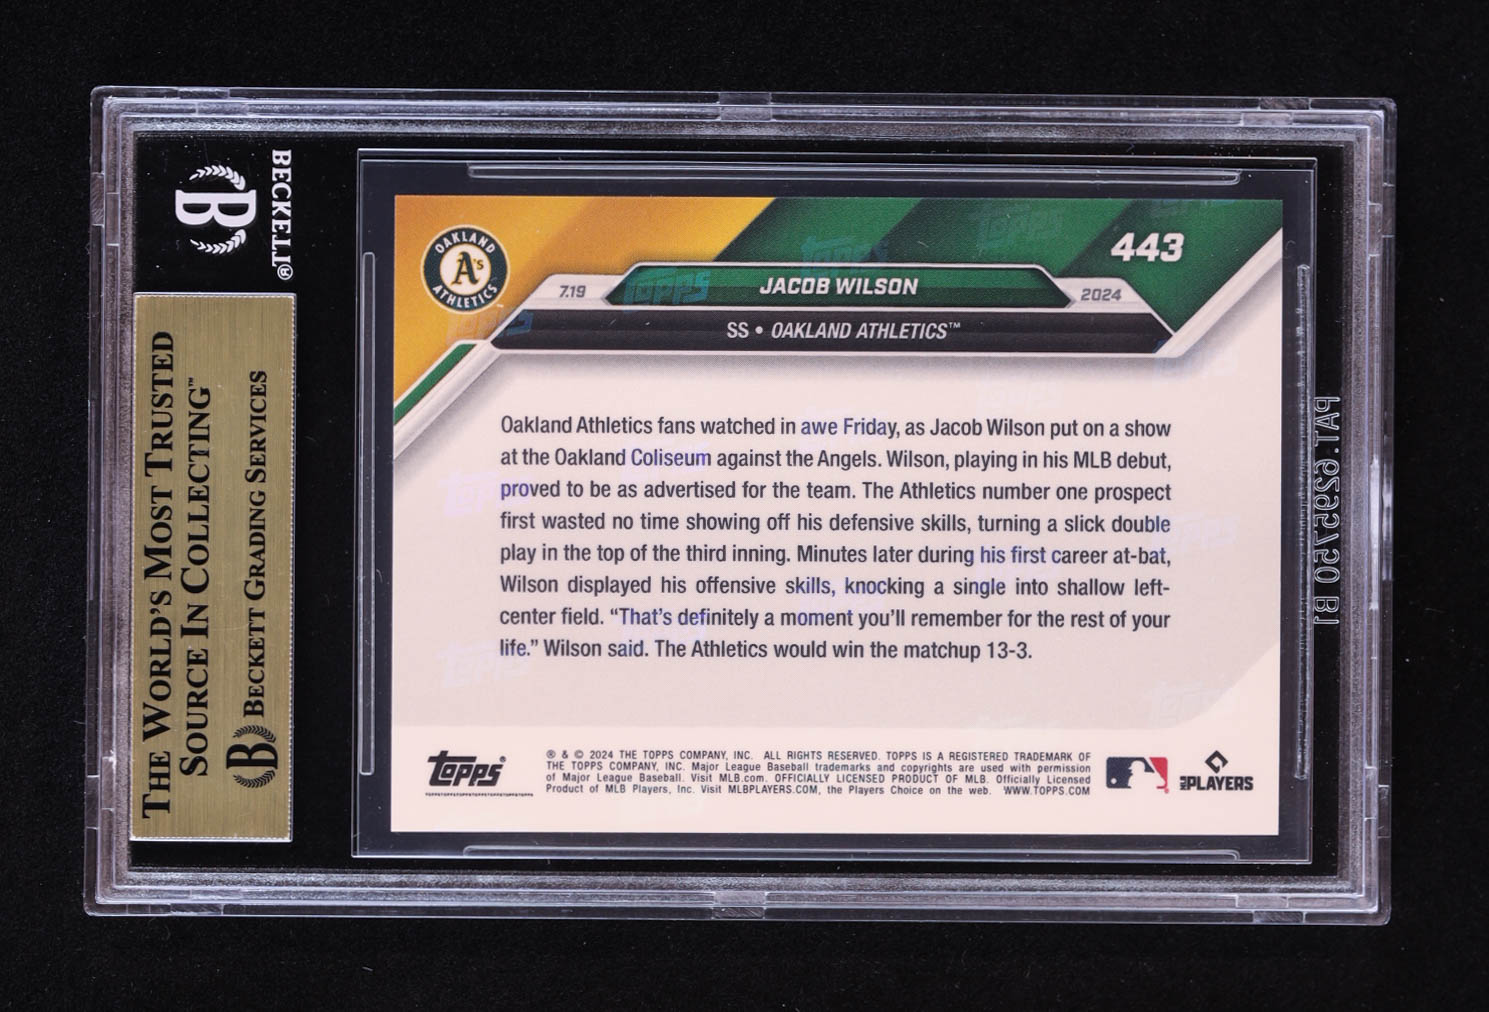 BECKETT®
B
THE WORLD'S MOST TRUSTED
SOURCE IN COLLECTING™
B BECKETT GRADING SERVICES
OAKLAND
A's
ATHLETICS
443
7.19
JACOB WILSON
2024
SS • OAKLAND ATHLETICS™
Oakland Athletics fans watched in awe Friday, as Jacob Wilson put on a show
at the Oakland Coliseum against the Angels. Wilson, playing in his MLB debut,
proved to be as advertised for the team. The Athletics number one prospect
first wasted no time showing off his defensive skills, turning a slick double
play in the top of the third inning. Minutes later during his first career at-bat,
Wilson displayed his offensive skills, knocking a single into shallow left-
center field. “That’s definitely a moment you’ll remember for the rest of your
life.” Wilson said. The Athletics would win the matchup 13-3.
Topps®
® & © 2024 THE TOPPS COMPANY, INC. ALL RIGHTS RESERVED. TOPPS IS A REGISTERED TRADEMARK OF
THE TOPPS COMPANY, INC. Major League Baseball trademarks and copyrights are used with permission
of Major League Baseball. Visit MLB.com. OFFICIALLY LICENSED PRODUCT OF MLB. Officially Licensed
Product of MLB Players, Inc. Visit MLBPLAYERS.COM, the Players Choice on the web. WWW.TOPPS.COM
MLB PLAYERS
PAT. 6295750 B1